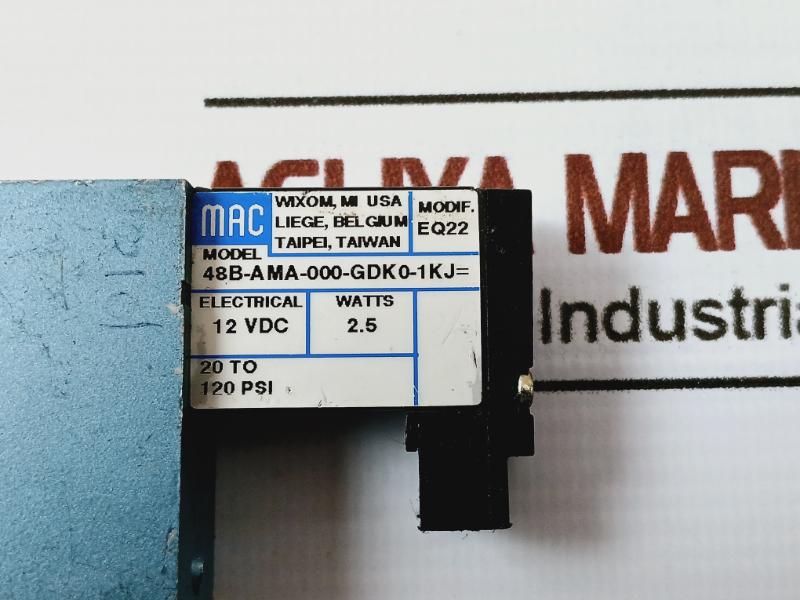 MAC
WIXOM, MI USA
LIEGE, BELGIUM
TAIPEI, TAIWAN
MODIF.
EQ22
MODEL
48B-AMA-000-GDK0-1KJ=
ELECTRICAL
12 VDC
WATTS
2.5
20 TO
120 PSI
Industria